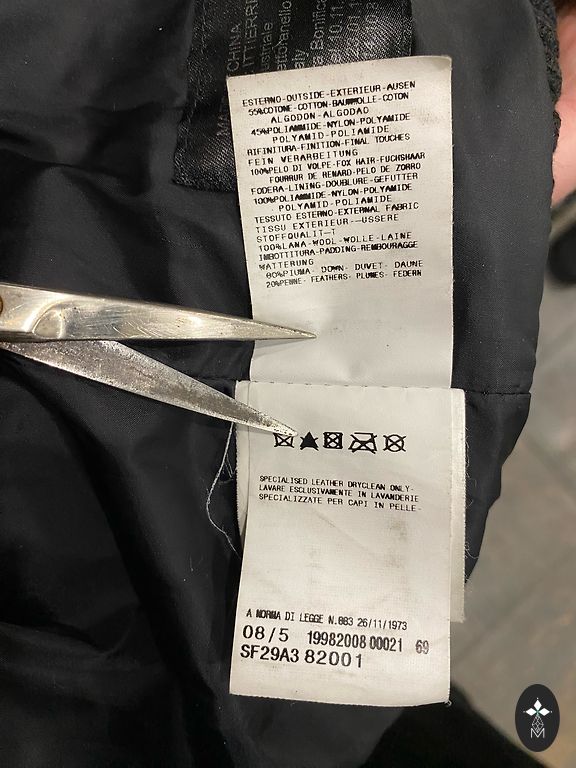 CHINA
ITTIERRE
ESTERNO-OUTSIDE-EXTERIEUR-AUSEN
55%COTONE-COTTON-BAUMWOLLE-COTON
ALGODON-ALGODAO
45%POLIAMMIDE-NYLON-POLYAMIDE
POLYAMID-POLIAMIDE
RIFINITURA-FINITION-FINAL TOUCHES
FEIN VERARBEITUNG
100%PELO DI VOLPE-FOX HAIR-FUCHSHAAR
FOURRUR DE RENARD-PELO DE ZORRO
FODERA-LINING-DOUBLURE-GEFUTTER
100%POLIAMMIDE-NYLON-POLYAMIDE
POLYAMID-POLIAMIDE
TESSUTO ESTERNO-EXTERNAL FABRIC
TISSU EXTERIEUR-—USSERE
STOFFQUALIT—T
100%LANA-WOOL-WOLLE-LAINE
IMBOTTITURA-PADDING-REMBOURAGGE
WATTERUNG
80%PIUMA- DOWN- DUVET- DAUNE
20%PENNE- FEATHERS- PLUMES- FEDERN
SPECIALISED LEATHER DRYCLEAN ONLY-
LAVARE ESCLUSIVAMENTE IN LAVANDERIE
SPECIALIZZATE PER CAPI IN PELLE-
A NORMA DI LEGGE N.883 26/11/1973
08/5 19982008 00021 69
SF29A3 82001
M